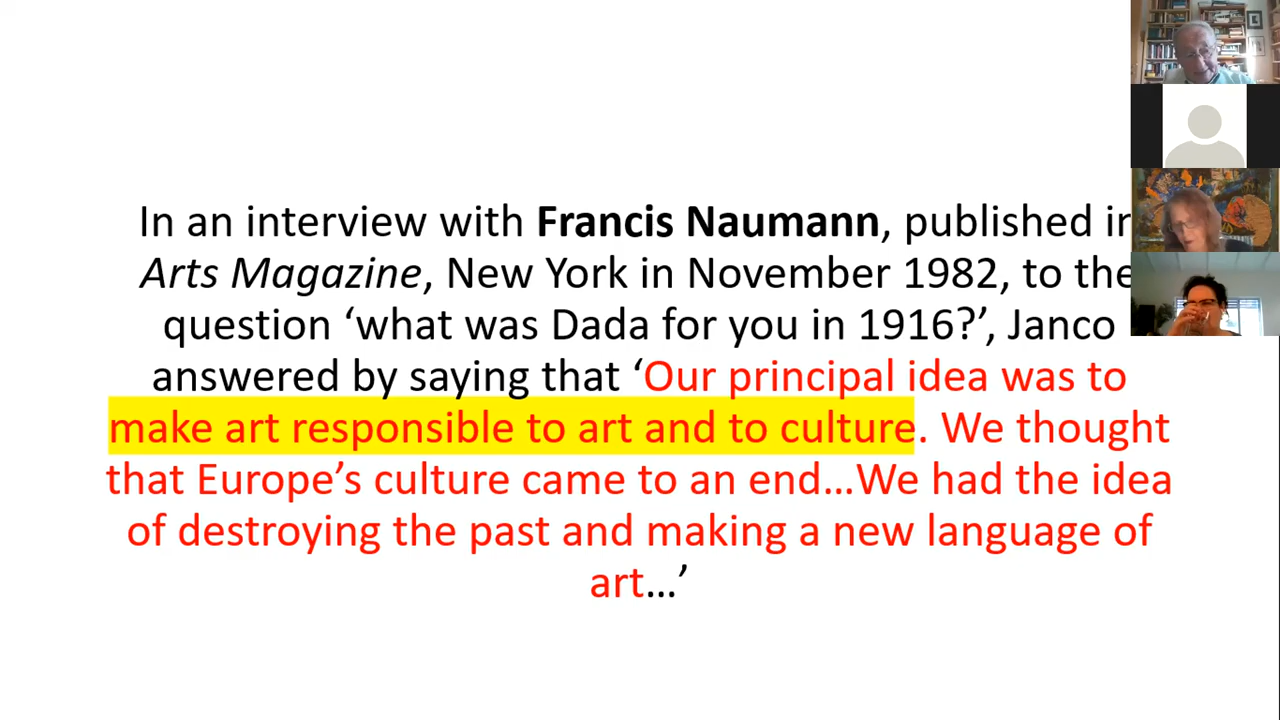 In an interview with Francis Naumann, published in
Arts Magazine, New York in November 1982, to the
question ‘what was Dada for you in 1916?’, Janco
answered by saying that ‘Our principal idea was to
make art responsible to art and to culture. We thought
that Europe’s culture came to an end…We had the idea
of destroying the past and making a new language of
art…’